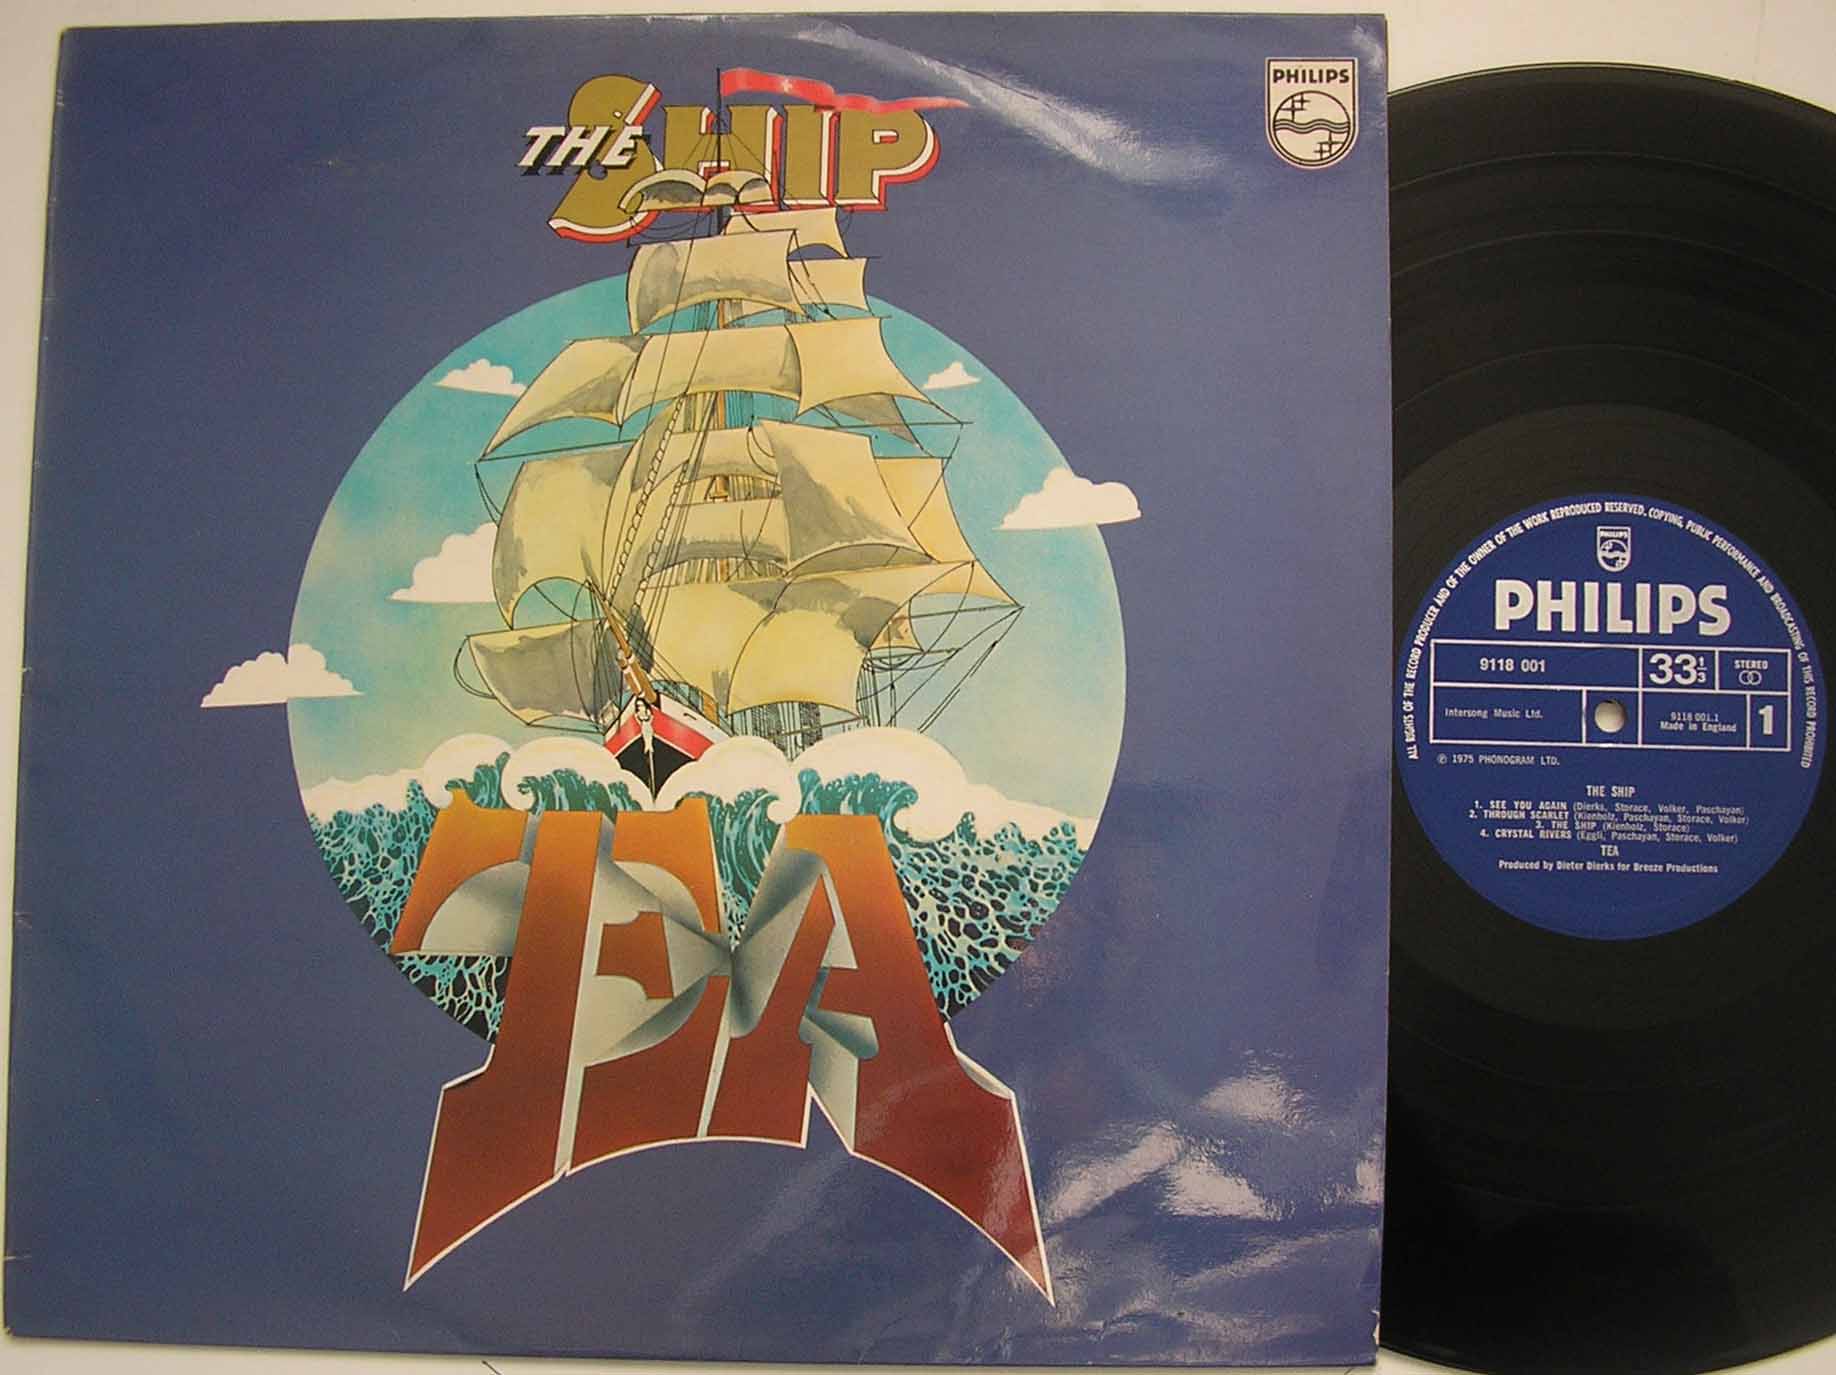 THE SHIP
PHILIPS
TEA
ALL RIGHTS OF THE RECORD PRODUCER AND OF THE OWNER OF THE WORK REPRODUCED RESERVED. COPYING, PUBLIC PERFORMANCE AND BROADCASTING OF THIS RECORD PROHIBITED
PHILIPS
PHILIPS
9118 001
33 1/3
STEREO
Intersong Music Ltd.
9118 001.1
Made in England
1
℗ 1975 PHONOGRAM LTD.
THE SHIP
1. SEE YOU AGAIN (Dierks, Storace, Volker, Paschayan)
2. THROUGH SCARLET (Kienholz, Paschayan, Storace, Volker)
3. THE SHIP (Kienholz, Storace)
4. CRYSTAL RIVERS (Eggli, Paschayan, Storace, Volker)
TEA
Produced by Dieter Dierks for Breeze Productions